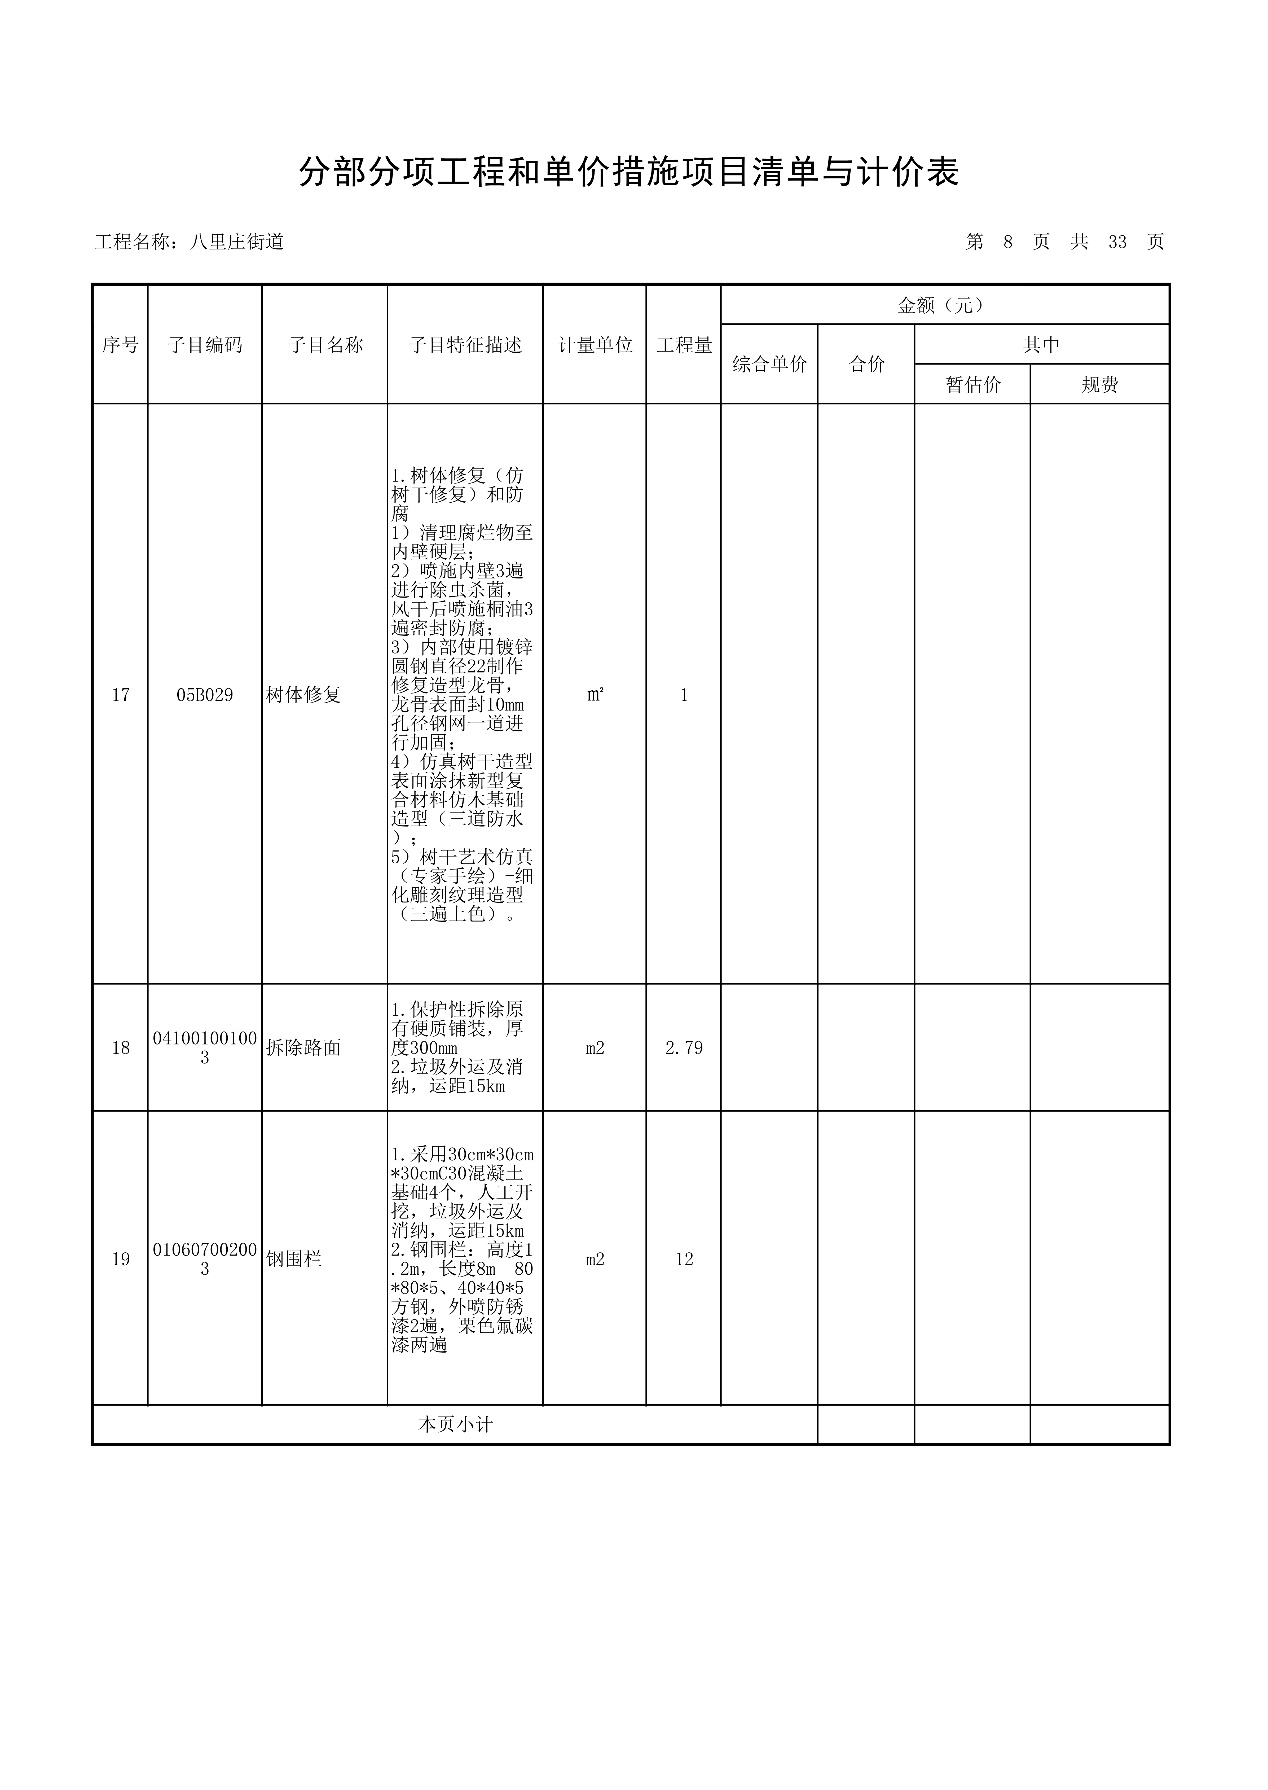 分部分项工程和单价措施项目清单与计价表
工程名称：八里庄街道
第 8 页 共 33 页
序号
子目编码
子目名称
子目特征描述
计量单位
工程量
金额（元）
综合单价
合价
其中
暂估价
规费
17
05B029
树体修复
1.树体修复（仿
树干修复）和防
腐
1）清理腐烂物至
内壁硬层；
2）喷施内壁3遍
进行除虫杀菌，
风干后喷施桐油3
遍密封防腐；
3）内部使用镀锌
圆钢直径22制作
修复造型龙骨，
龙骨表面封10mm
孔径钢网一道进
行加固；
4）仿真树干造型
表面涂抹新型复
合材料仿木基础
造型（三道防水
）；
5）树干艺术仿真
（专家手绘）-细
化雕刻纹理造型
（三遍上色）。
m²
1
18
04100100100
3
拆除路面
1.保护性拆除原
有硬质铺装，厚
度300mm
2.垃圾外运及消
纳，运距15km
m2
2.79
19
01060700200
3
钢围栏
1.采用30cm*30cm
*30cmC30混凝土
基础4个，人工开
挖，垃圾外运及
消纳，运距15km
2.钢围栏：高度1
.2m，长度8m 80
*80*5、40*40*5
方钢，外喷防锈
漆2遍，栗色氟碳
漆两遍
m2
12
本页小计